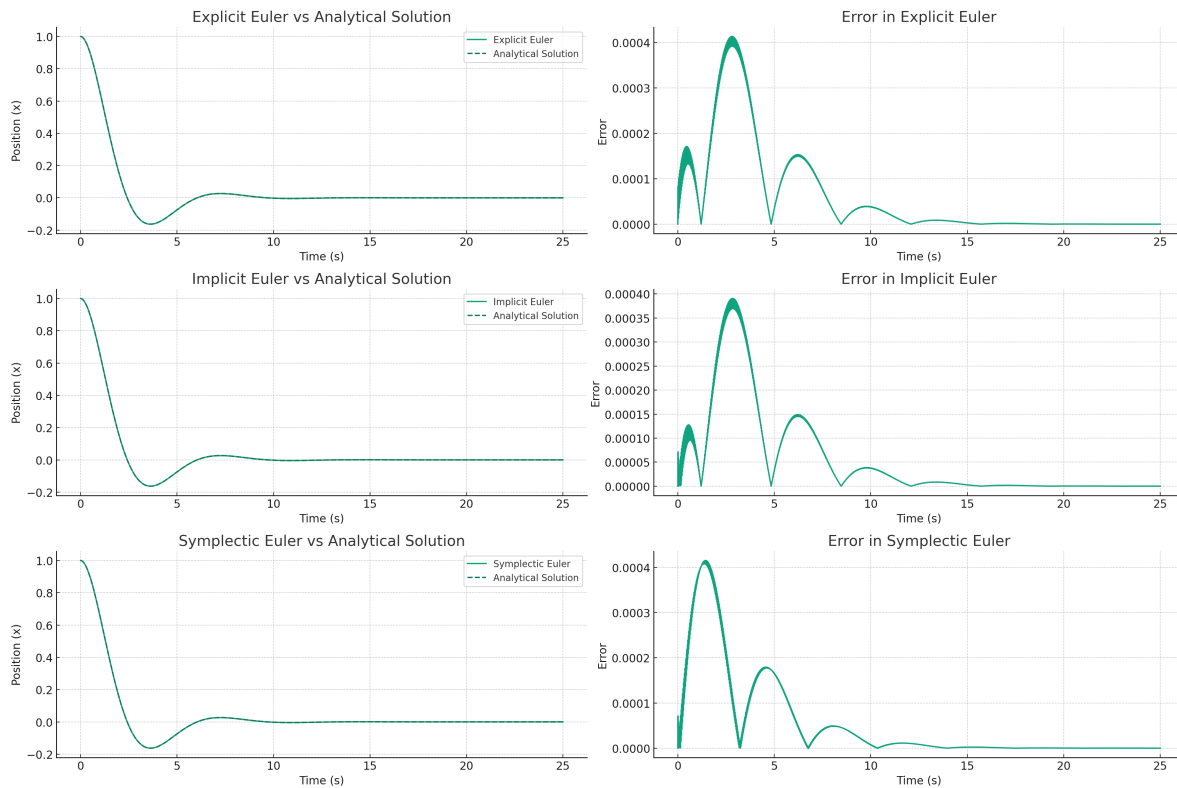 Explicit Euler vs Analytical Solution
Position (x)
1.0
0.8
0.6
0.4
0.2
0.0
−0.2
Explicit Euler
Analytical Solution
0 5 10 15 20 25
Time (s)
Error in Explicit Euler
Error
0.0004
0.0003
0.0002
0.0001
0.0000
0 5 10 15 20 25
Time (s)
Implicit Euler vs Analytical Solution
Position (x)
1.0
0.8
0.6
0.4
0.2
0.0
−0.2
Implicit Euler
Analytical Solution
0 5 10 15 20 25
Time (s)
Error in Implicit Euler
Error
0.00040
0.00035
0.00030
0.00025
0.00020
0.00015
0.00010
0.00005
0.00000
0 5 10 15 20 25
Time (s)
Symplectic Euler vs Analytical Solution
Position (x)
1.0
0.8
0.6
0.4
0.2
0.0
−0.2
Symplectic Euler
Analytical Solution
0 5 10 15 20 25
Time (s)
Error in Symplectic Euler
Error
0.0004
0.0003
0.0002
0.0001
0.0000
0 5 10 15 20 25
Time (s)